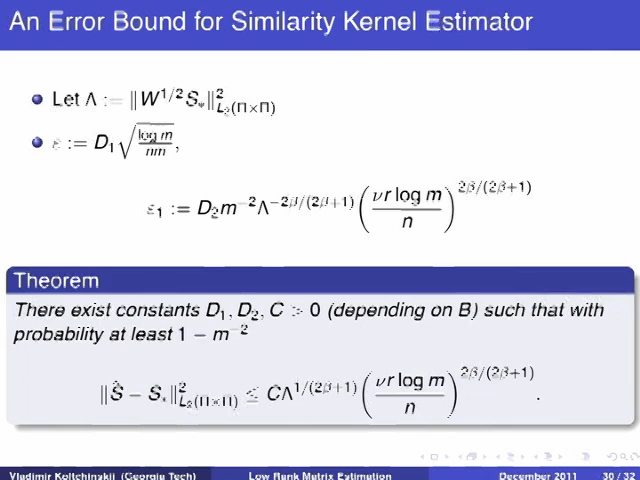 An Error Bound for Similarity Kernel Estimator
Let Λ := ‖W^{1/2}S_*‖²_{L₂(Π×Π)}
ε := D₁√(log m / nm),
ε₁ := D₂m^{−2}Λ^{−2β/(2β+1)}(νr log m / n)^{2β/(2β+1)}
Theorem
There exist constants D₁, D₂, C > 0 (depending on B) such that with
probability at least 1 − m^{−2}
‖Ŝ − S_*‖²_{L₂(Π×Π)} ≤ CΛ^{1/(2β+1)}(νr log m / n)^{2β/(2β+1)}.
Vladimir Koltchinskii (Georgia Tech) Low Rank Matrix Estimation December 2011 30 / 32